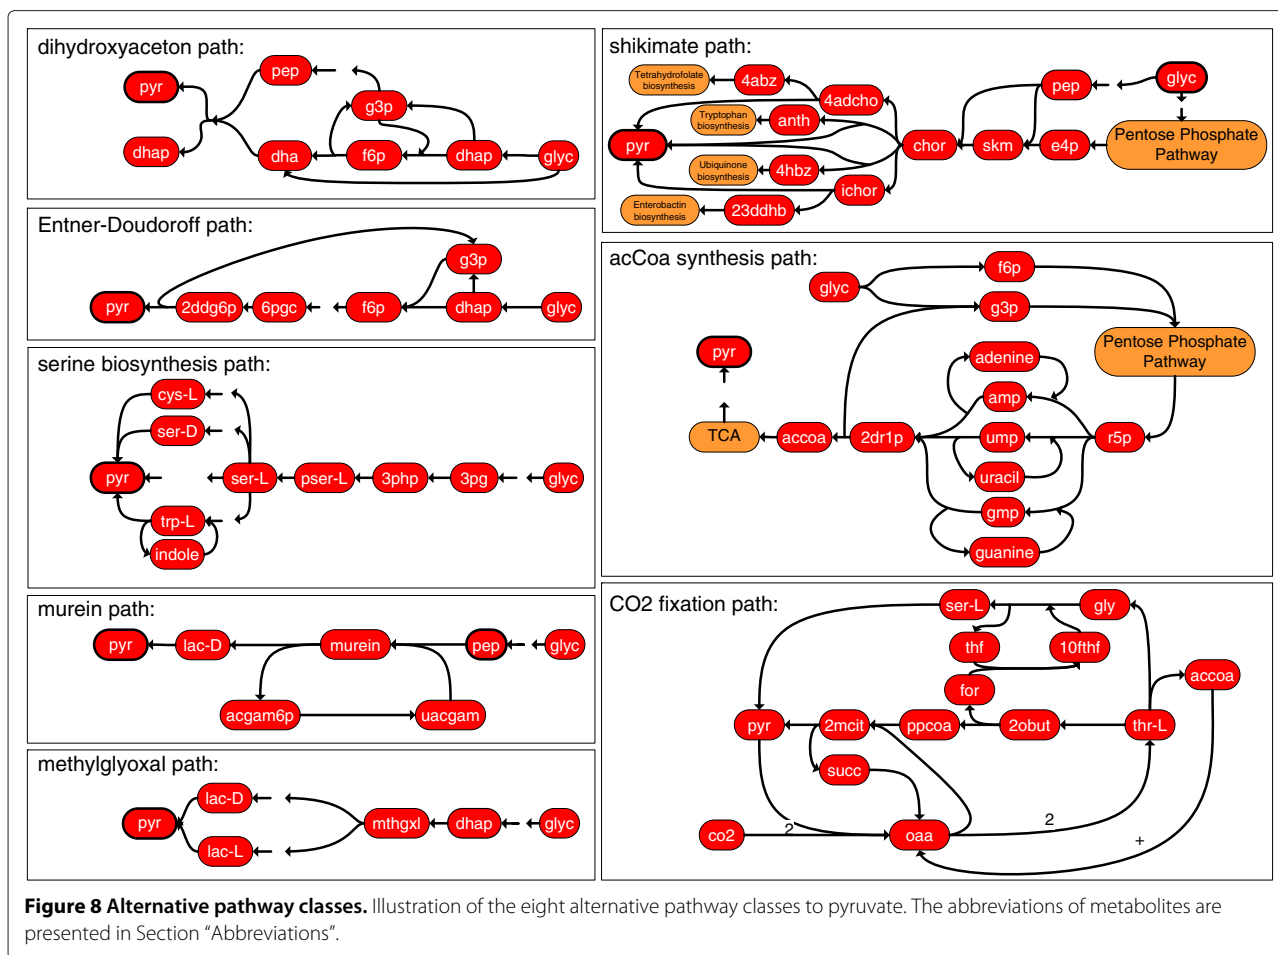 dihydroxyaceton path:
pep
pyr
g3p
dhap
dha
f6p
dhap
glyc
Entner-Doudoroff path:
g3p
pyr
2ddg6p
6pgc
f6p
dhap
glyc
serine biosynthesis path:
cys-L
ser-D
pyr
ser-L
pser-L
3php
3pg
glyc
trp-L
indole
murein path:
pyr
lac-D
murein
pep
glyc
acgam6p
uacgam
methylglyoxal path:
lac-D
pyr
mthgxl
dhap
glyc
lac-L
shikimate path:
Tetrahydrofolate
biosynthesis
4abz
pep
glyc
4adcho
Tryptophan
biosynthesis
anth
pyr
chor
skm
e4p
Pentose Phosphate
Pathway
Ubiquinone
biosynthesis
4hbz
ichor
Enterobactin
biosynthesis
23ddhb
acCoa synthesis path:
f6p
glyc
g3p
Pentose Phosphate
Pathway
pyr
adenine
amp
TCA
accoa
2dr1p
ump
r5p
uracil
gmp
guanine
CO2 fixation path:
ser-L
gly
thf
10fthf
accoa
for
pyr
2mcit
ppcoa
2obut
thr-L
succ
co2
2
oaa
2
+
Figure 8 Alternative pathway classes. Illustration of the eight alternative pathway classes to pyruvate. The abbreviations of metabolites are
presented in Section “Abbreviations”.